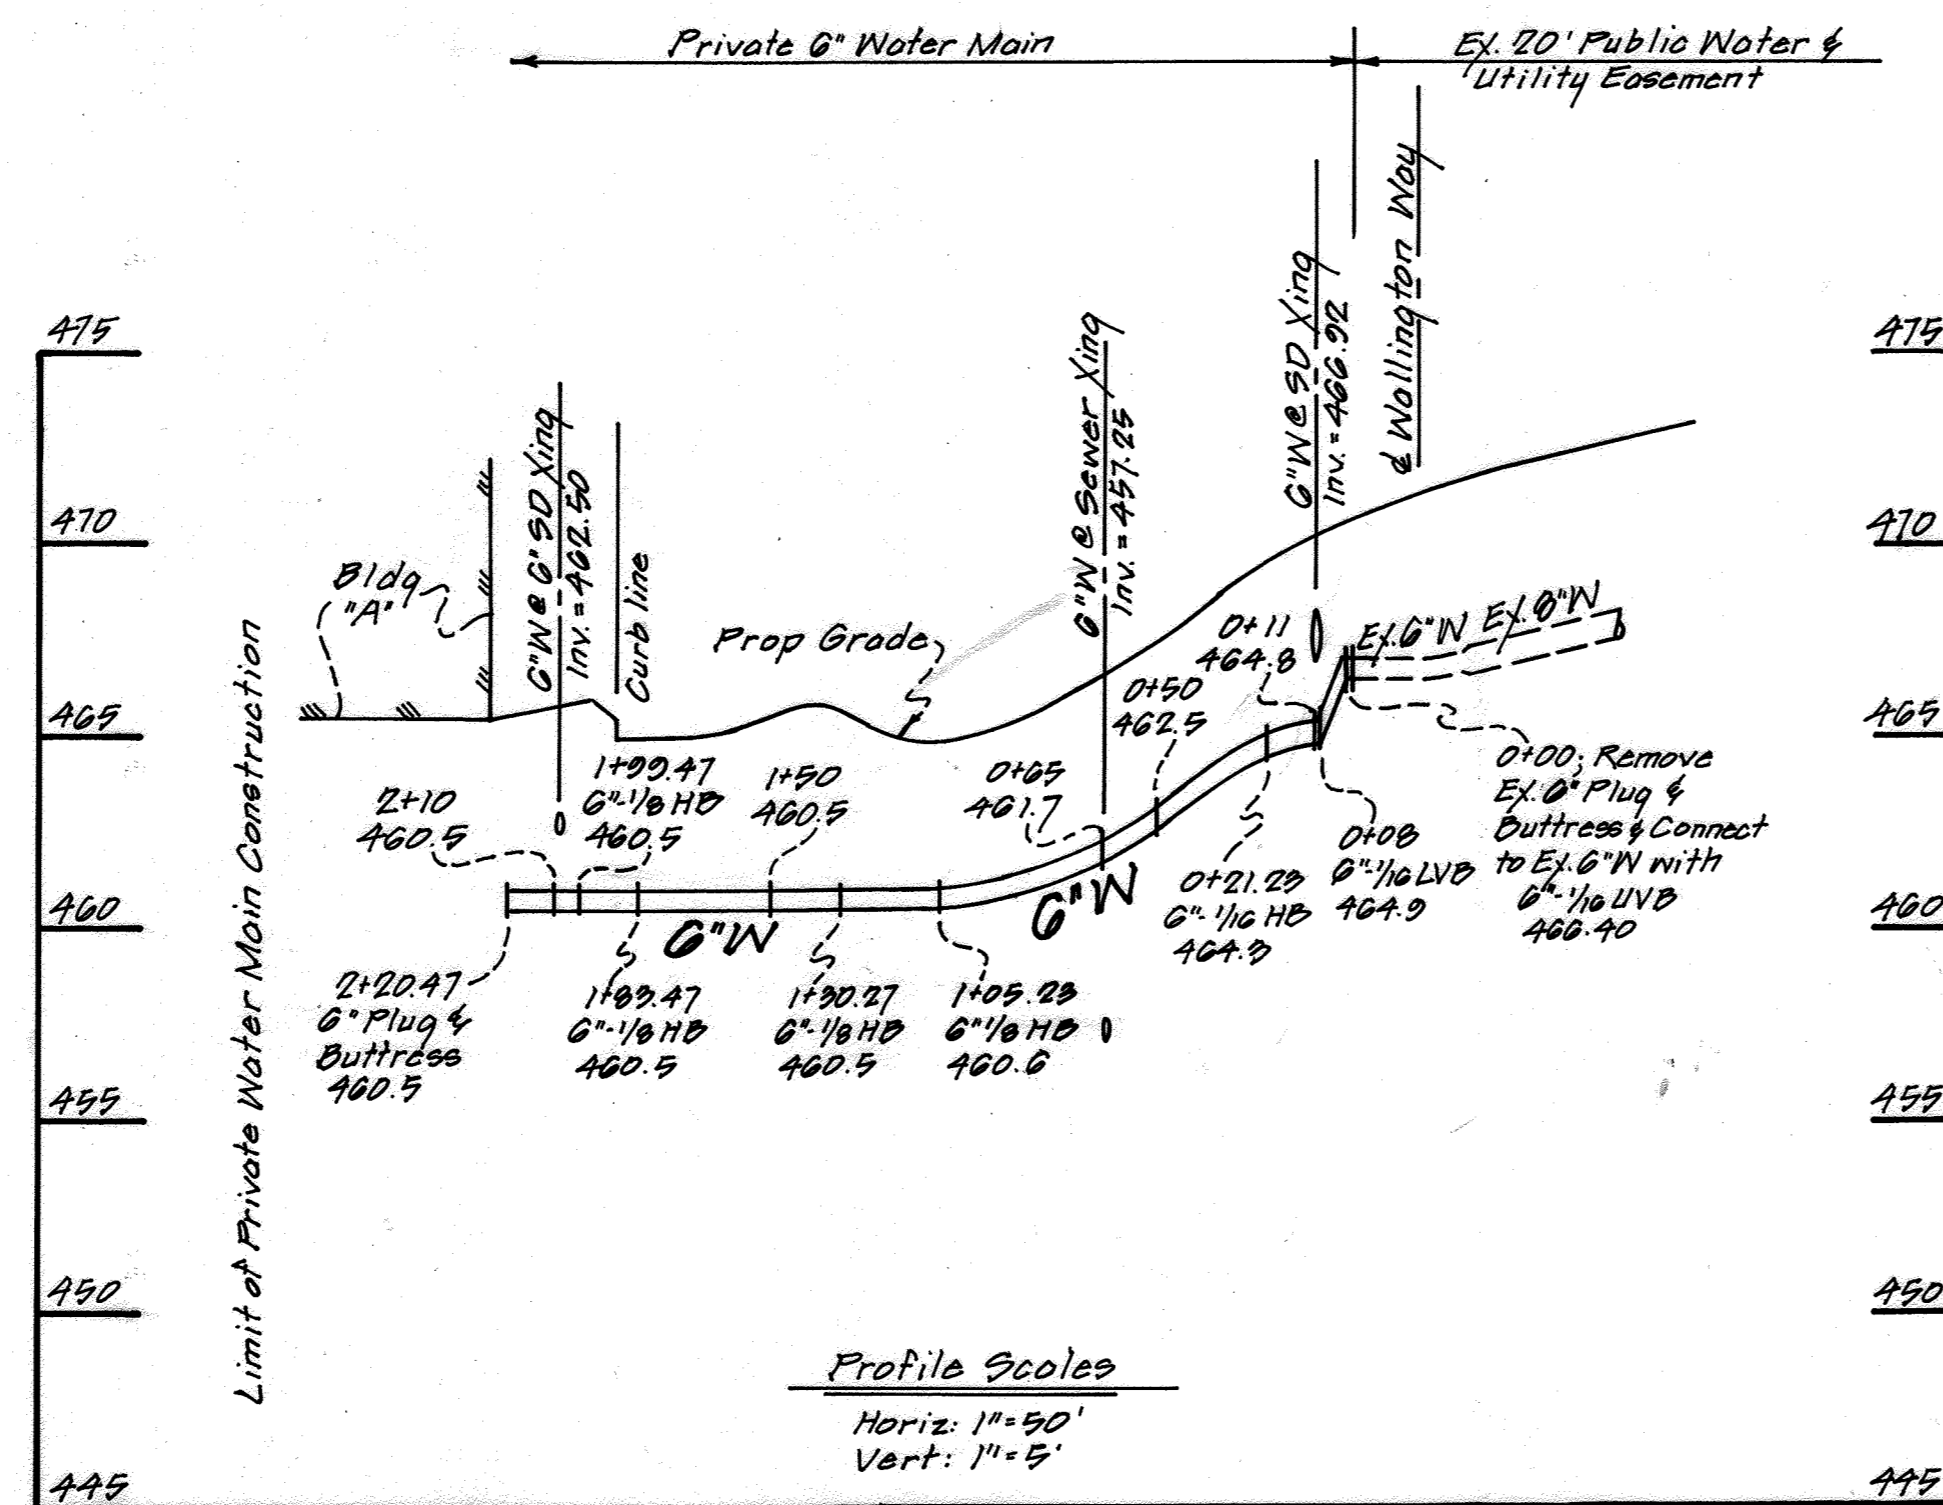 Private 6" Water Main
Ex. 20' Public Water &
Utility Easement
℄ Wallington Way
6"W @ SD Xing
Inv. = 466.92
6"W @ Sewer Xing
Inv. = 457.25
6"W @ 6" SD Xing
Inv. = 462.50
Curb line
475
470
465
460
455
450
445
475
470
465
460
455
450
445
Limit of Private Water Main Construction
Bldg
"A"
Prop Grade
0+11
464.8
Ex. 6"W
Ex. 8"W
0+50
462.5
0+65
461.7
1+50
460.5
1+99.47
6"-1/8 HB
460.5
2+10
460.5
6"W
6"W
0+00; Remove
Ex. 6" Plug &
Buttress & Connect
to Ex. 6"W with
6"-1/16 UVB
466.40
0+08
6"-1/16 LVB
464.9
0+21.23
6"-1/16 HB
464.3
1+05.23
6"1/8 HB
460.6
1+30.27
6"-1/8 HB
460.5
1+83.47
6"-1/8 HB
460.5
2+20.47
6" Plug &
Buttress
460.5
Profile Scales
Horiz: 1"=50'
Vert: 1"=5'